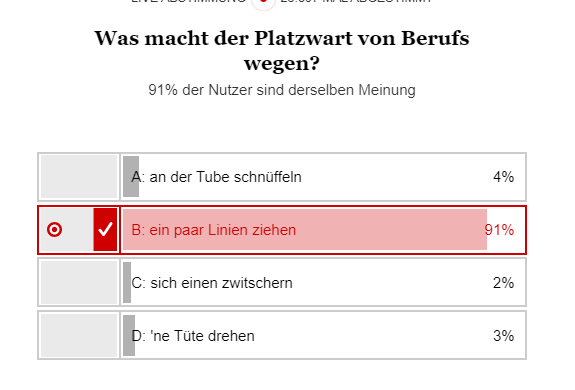 Was macht der Platzwart von Berufs
wegen?
91% der Nutzer sind derselben Meinung
A: an der Tube schnüffeln 4%
B: ein paar Linien ziehen 91%
C: sich einen zwitschern 2%
D: 'ne Tüte drehen 3%